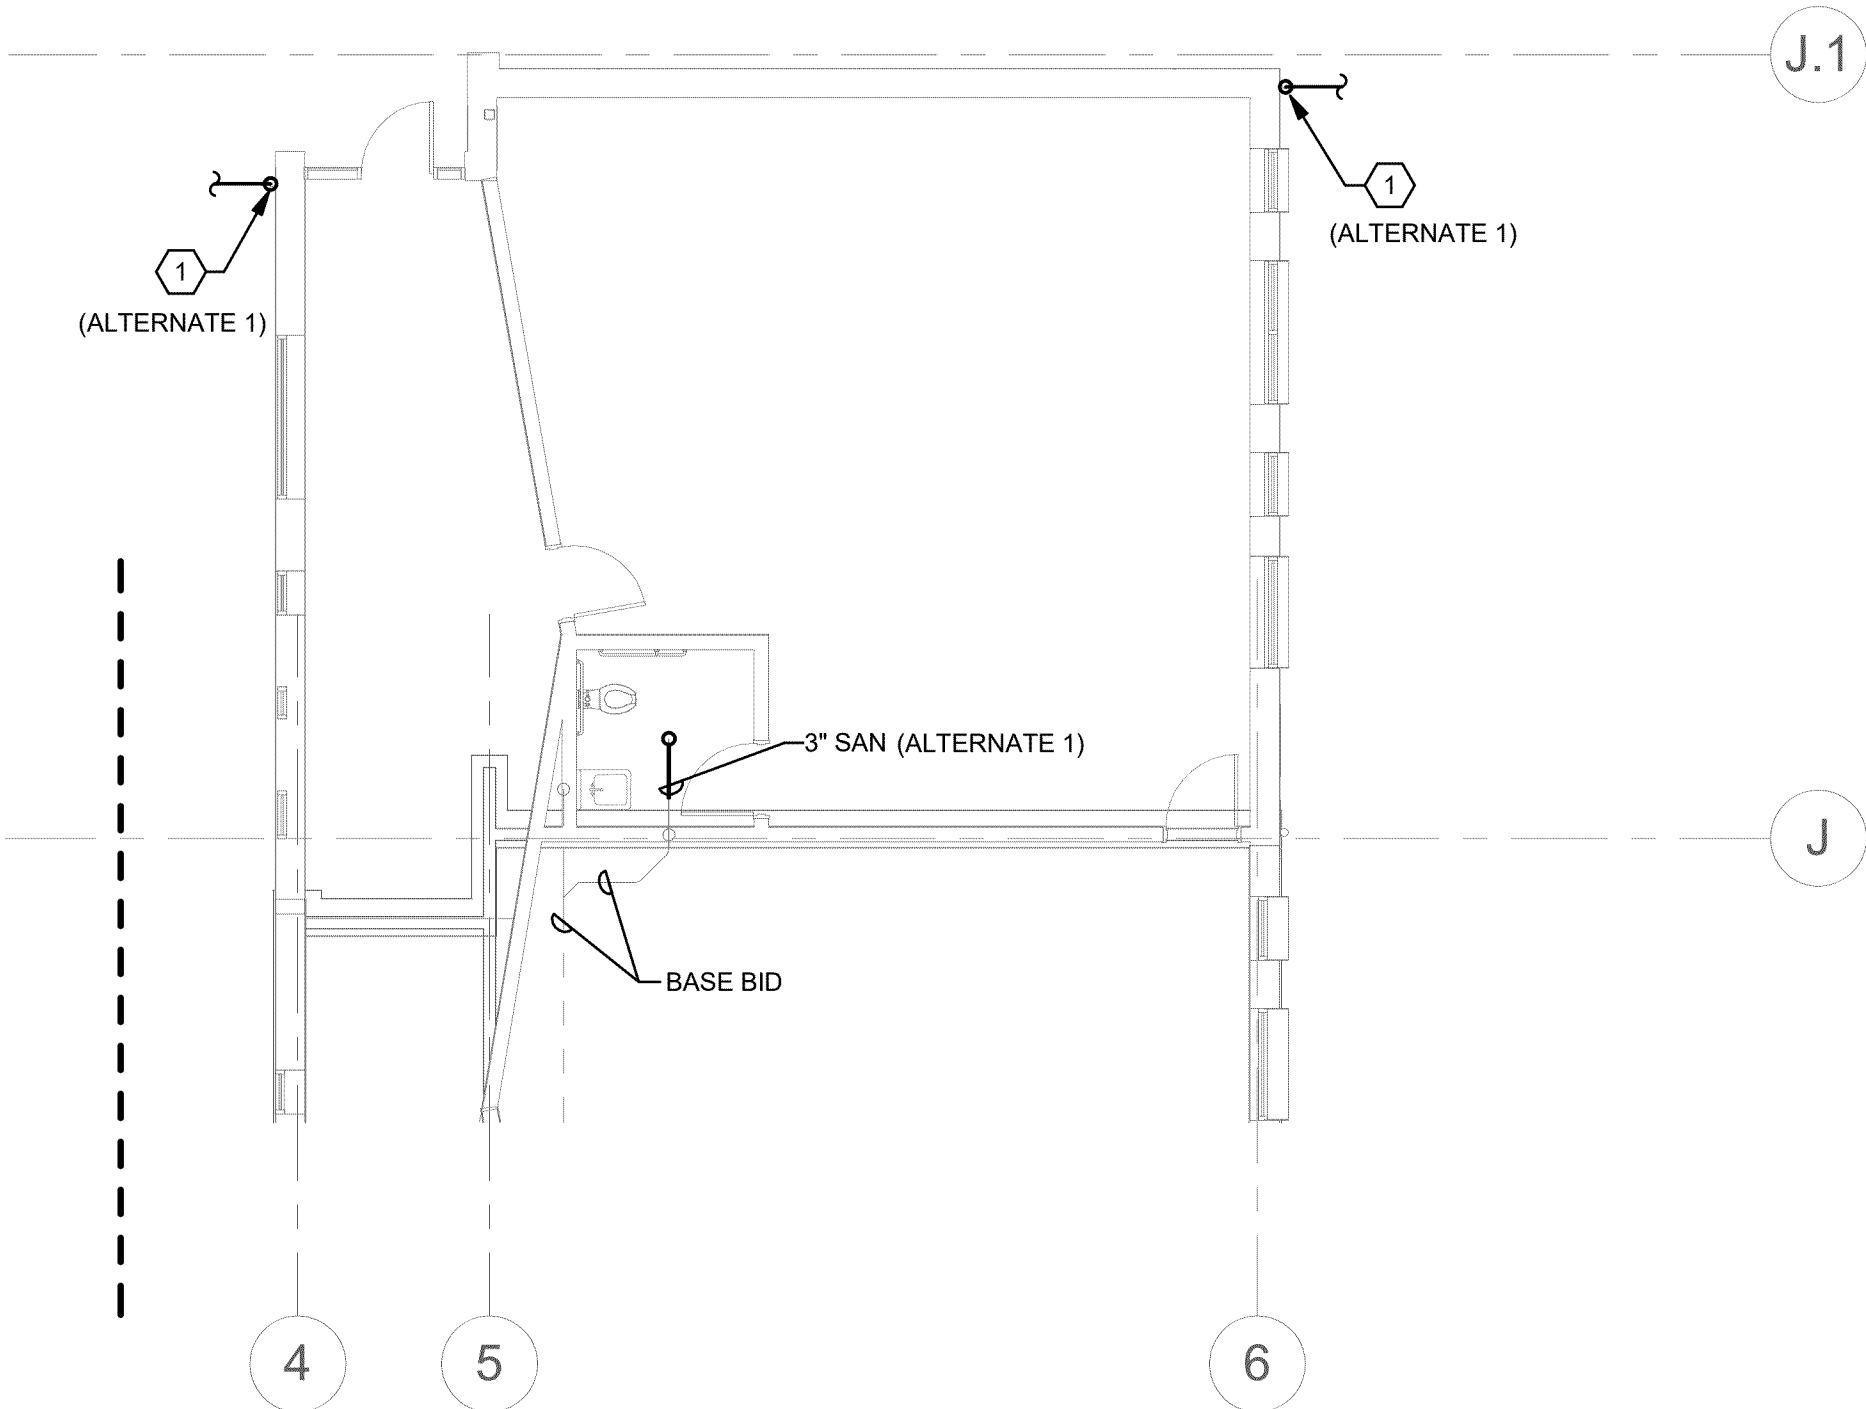 J.1
1
(ALTERNATE 1)
1
(ALTERNATE 1)
3" SAN (ALTERNATE 1)
J
BASE BID
4
5
6